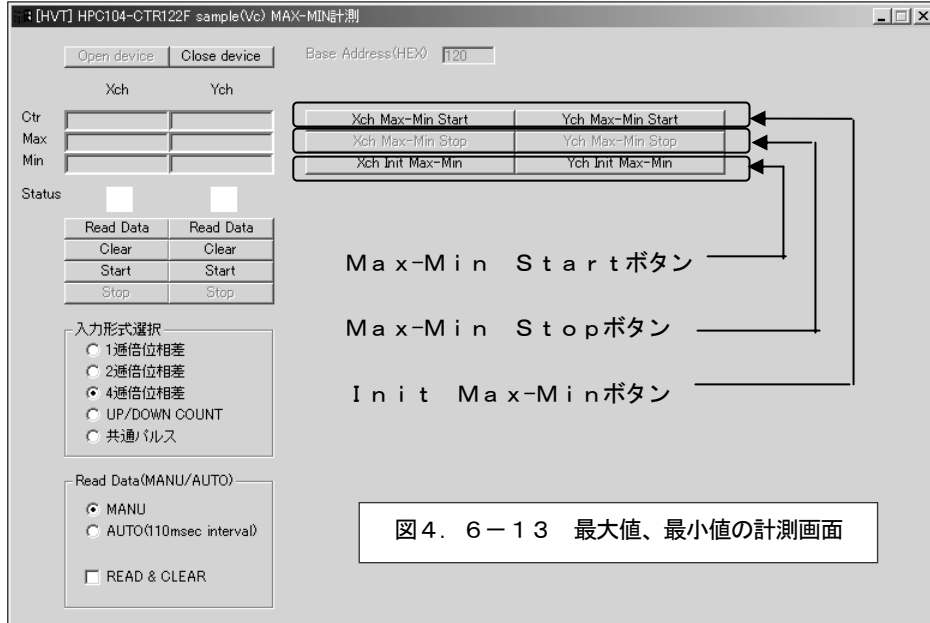 [HVT] HPC104-CTR122F sample(Vc) MAX-MIN計測
Open device Close device Base Address(HEX) 120
Xch Ych
Ctr
Max
Min
Xch Max-Min Start Ych Max-Min Start
Xch Max-Min Stop Ych Max-Min Stop
Xch Init Max-Min Ych Init Max-Min
Status
Read Data Read Data
Clear Clear
Start Start
Stop Stop
Max-Min Startボタン
Max-Min Stopボタン
Init Max-Minボタン
入力形式選択
1逓倍位相差
2逓倍位相差
4逓倍位相差
UP/DOWN COUNT
共通パルス
Read Data(MANU/AUTO)
MANU
AUTO(110msec interval)
READ & CLEAR
図4.6-13 最大値、最小値の計測画面